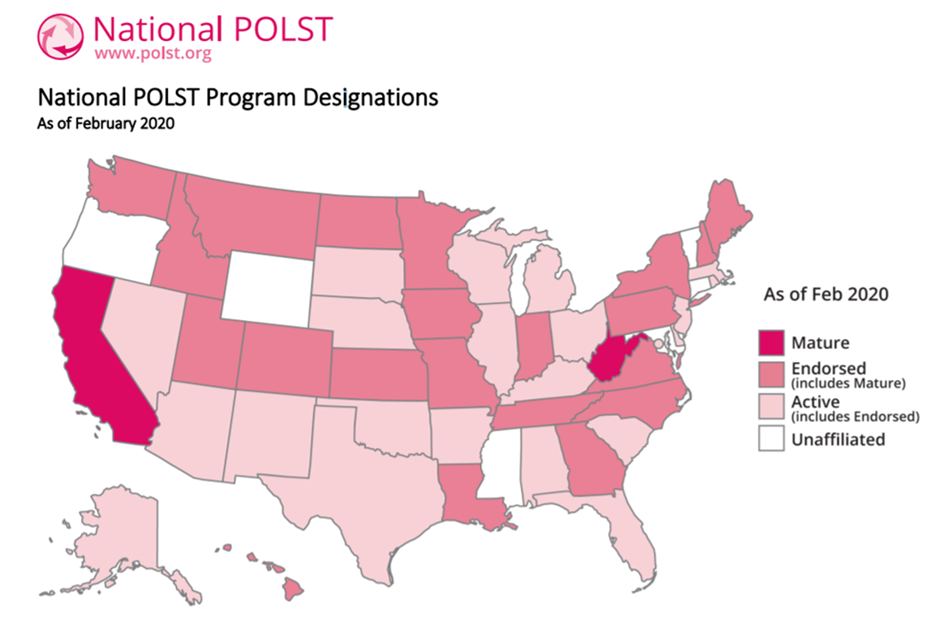 National POLST
www.polst.org
National POLST Program Designations
As of February 2020
As of Feb 2020
Mature
Endorsed
(includes Mature)
Active
(includes Endorsed)
Unaffiliated